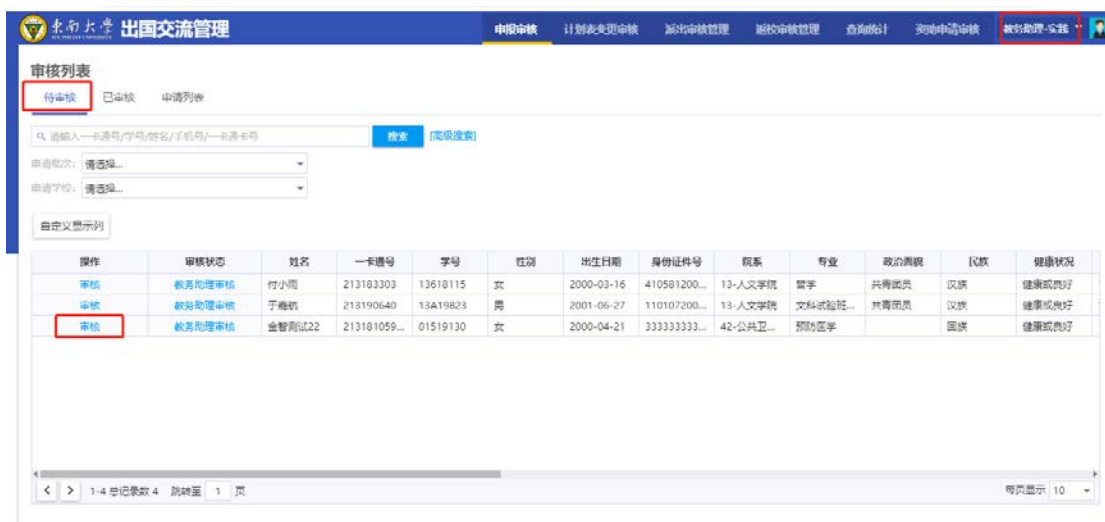 东南大学 出国交流管理 申报审核 计划表变更审核 派出审核管理 返校审核管理 查询统计 资助申请审核 教务助理-实践
审核列表
待审核 已审核 申请列表
请输入一卡通号/学号/姓名/手机号/一卡通卡号 搜索 [高级搜索]
申请批次: 请选择...
申请学校: 请选择...
自定义显示列
操作 审核状态 姓名 一卡通号 学号 性别 出生日期 身份证件号 院系 专业 政治面貌 民族 健康状况
审核 教务助理审核 付小雨 213183303 13618115 女 2000-03-16 410581200... 13-人文学院 哲学 共青团员 汉族 健康或良好
审核 教务助理审核 于嘉航 213190640 13A19823 男 2001-06-27 110107200... 13-人文学院 文科试验班... 共青团员 汉族 健康或良好
审核 教务助理审核 金智测试22 213181059... 01519130 女 2000-04-21 333333333... 42-公共卫... 预防医学 回族 健康或良好
1-4 总记录数 4 跳转至 1 页 每页显示 10